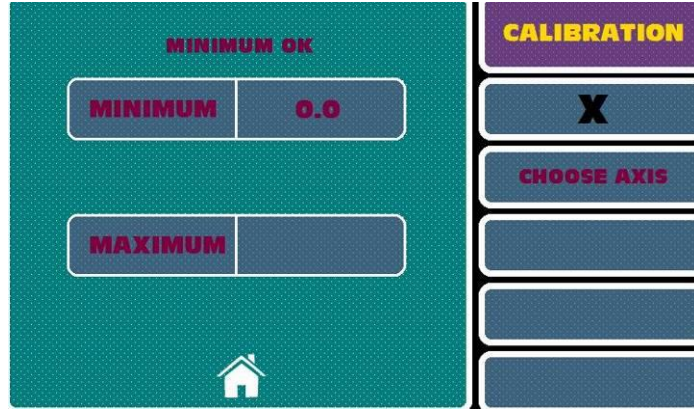 MINIMUM OK
MINIMUM 0.0
MAXIMUM
CALIBRATION
X
CHOOSE AXIS